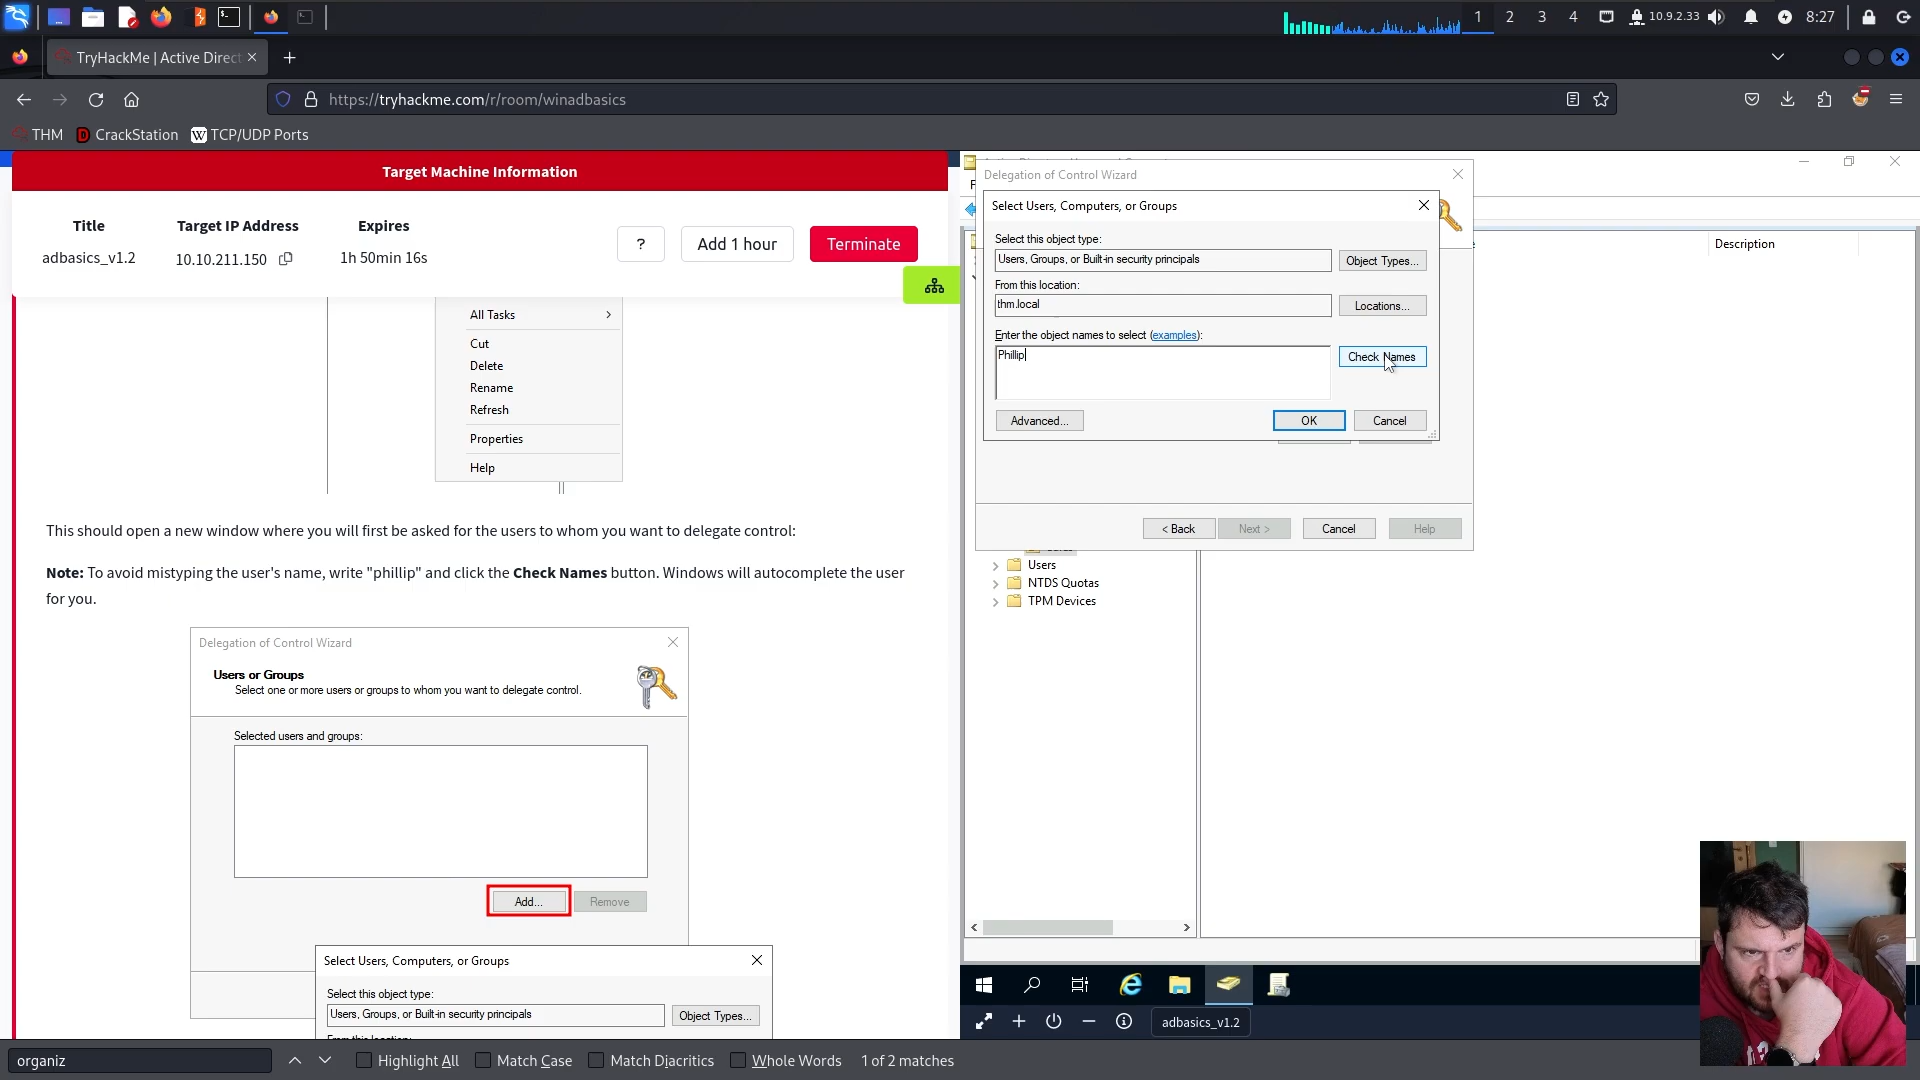 1 2 3 4 10.9.2.33 8:27
TryHackMe | Active Direct
https://tryhackme.com/r/room/winadbasics
THM CrackStation TCP/UDP Ports
Target Machine Information
Title Target IP Address Expires
adbasics_v1.2 10.10.211.150 1h 50min 16s
? Add 1 hour Terminate
All Tasks
Cut
Delete
Rename
Refresh
Properties
Help
This should open a new window where you will first be asked for the users to whom you want to delegate control:
Note: To avoid mistyping the user's name, write "phillip" and click the Check Names button. Windows will autocomplete the user
for you.
Delegation of Control Wizard
Users or Groups
Select one or more users or groups to whom you want to delegate control.
Selected users and groups:
Add... Remove
Select Users, Computers, or Groups
Select this object type:
Users, Groups, or Built-in security principals Object Types...
Delegation of Control Wizard
Select Users, Computers, or Groups
Select this object type:
Users, Groups, or Built-in security principals Object Types...
From this location:
thm.local Locations...
Enter the object names to select (examples):
Phillip Check Names
Advanced... OK Cancel
< Back Next > Cancel Help
Description
Users
NTDS Quotas
TPM Devices
adbasics_v1.2
organiz Highlight All Match Case Match Diacritics Whole Words 1 of 2 matches